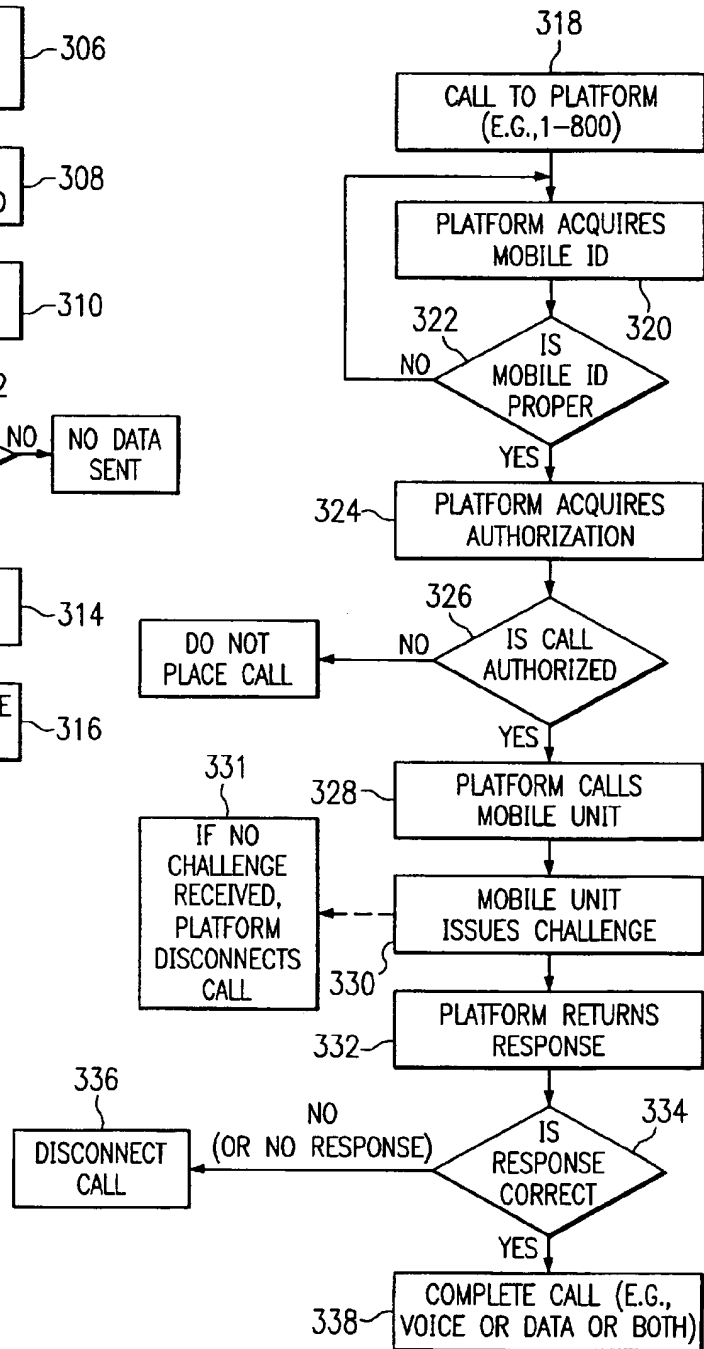 306
308
D
310
2
NO
NO DATA
SENT
314
E
316
318
CALL TO PLATFORM
(E.G.,1-800)
PLATFORM ACQUIRES
MOBILE ID
320
322
IS
MOBILE ID
PROPER
NO
YES
324
PLATFORM ACQUIRES
AUTHORIZATION
326
IS CALL
AUTHORIZED
NO
DO NOT
PLACE CALL
YES
328
PLATFORM CALLS
MOBILE UNIT
331
IF NO
CHALLENGE
RECEIVED,
PLATFORM
DISCONNECTS
CALL
MOBILE UNIT
ISSUES CHALLENGE
330
PLATFORM RETURNS
RESPONSE
332
334
IS
RESPONSE
CORRECT
NO
(OR NO RESPONSE)
336
DISCONNECT
CALL
YES
COMPLETE CALL (E.G.,
VOICE OR DATA OR BOTH)
338